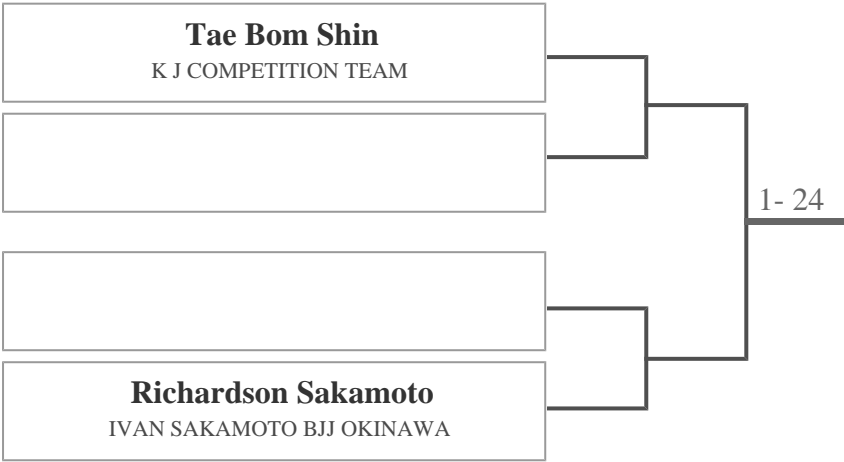 Tae Bom Shin
K J COMPETITION TEAM
1- 24
Richardson Sakamoto
IVAN SAKAMOTO BJJ OKINAWA